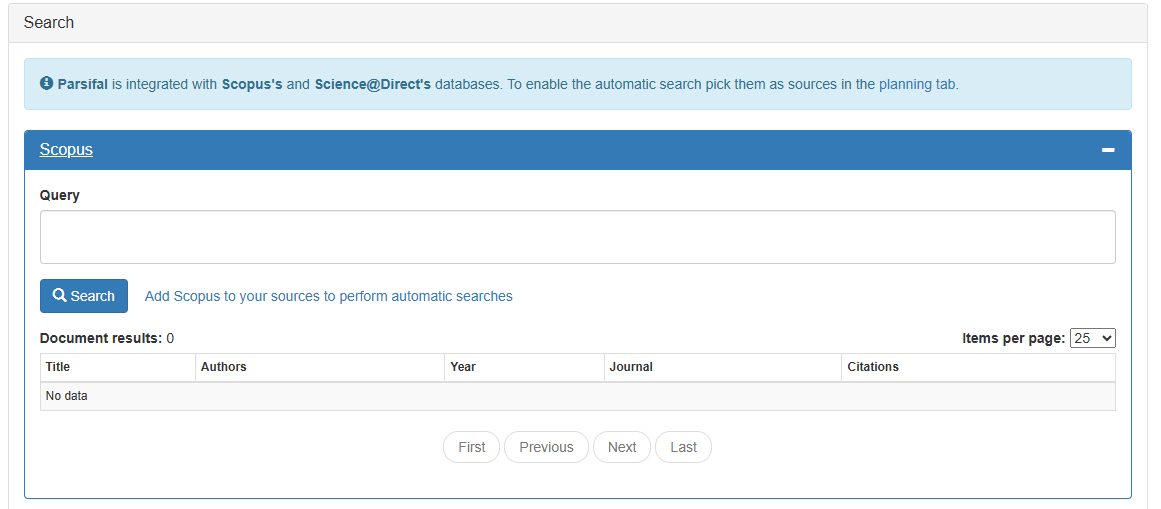 Search
Parsifal is integrated with Scopus's and Science@Direct's databases. To enable the automatic search pick them as sources in the planning tab.
Scopus
Query
Search Add Scopus to your sources to perform automatic searches
Document results: 0 Items per page: 25
Title Authors Year Journal Citations
No data
First Previous Next Last